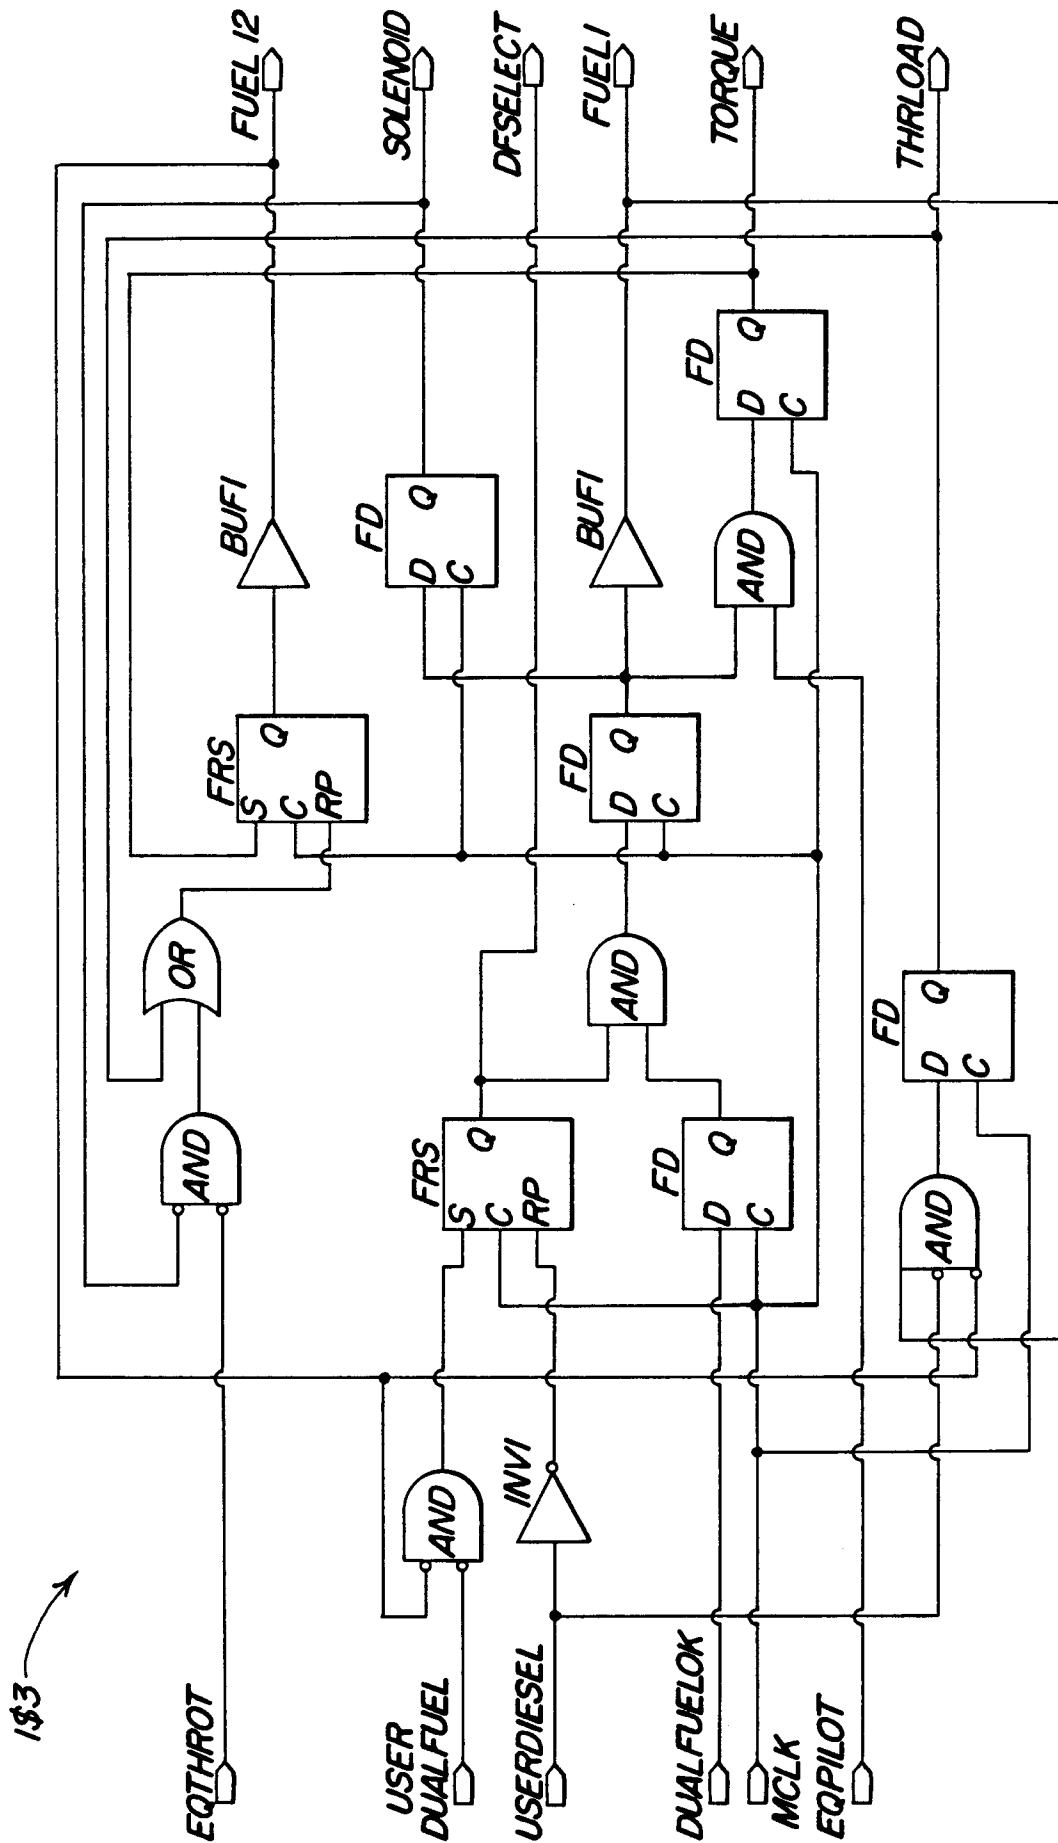 1$3
EQTHROT
USER
DUALFUEL
USERDIESEL
DUALFUELOK
MCLK
EQPILOT
AND
INV1
AND
OR
FRS
S
C
RP
Q
FD
D
C
Q
AND
FD
D
C
Q
AND
FRS
S
C
RP
Q
FD
D
C
Q
BUF1
FD
D
C
Q
BUF1
AND
FD
D
C
Q
FUEL 12
SOLENOID
DFSELECT
FUEL1
TORQUE
THRLOAD